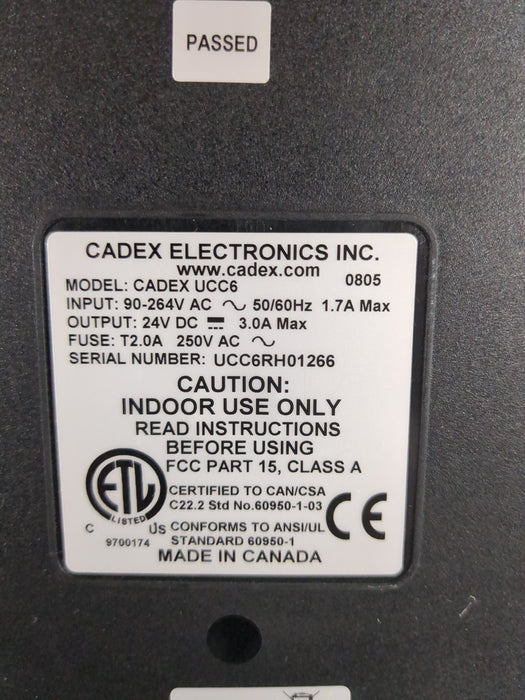 PASSED
CADEX ELECTRONICS INC.
www.cadex.com
0805
MODEL: CADEX UCC6
INPUT: 90-264V AC ~ 50/60Hz 1.7A Max
OUTPUT: 24V DC ⎓ 3.0A Max
FUSE: T2.0A 250V AC ~
SERIAL NUMBER: UCC6RH01266
CAUTION:
INDOOR USE ONLY
READ INSTRUCTIONS
BEFORE USING
FCC PART 15, CLASS A
ETL
LISTED
CERTIFIED TO CAN/CSA
C22.2 Std No.60950-1-03
CE
C US
CONFORMS TO ANSI/UL
9700174
STANDARD 60950-1
MADE IN CANADA